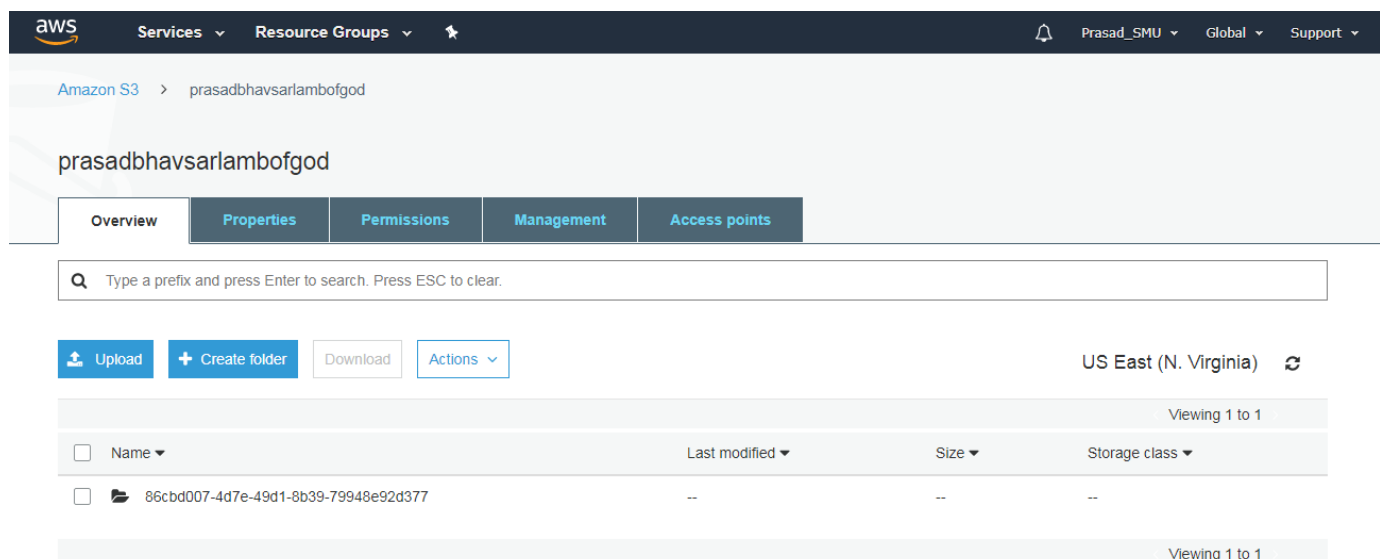 aws Services Resource Groups Prasad_SMU Global Support
Amazon S3 > prasadbhavsarlambofgod
prasadbhavsarlambofgod
Overview Properties Permissions Management Access points
Type a prefix and press Enter to search. Press ESC to clear.
Upload + Create folder Download Actions US East (N. Virginia)
Viewing 1 to 1
Name Last modified Size Storage class
86cbd007-4d7e-49d1-8b39-79948e92d377 -- -- --
Viewing 1 to 1